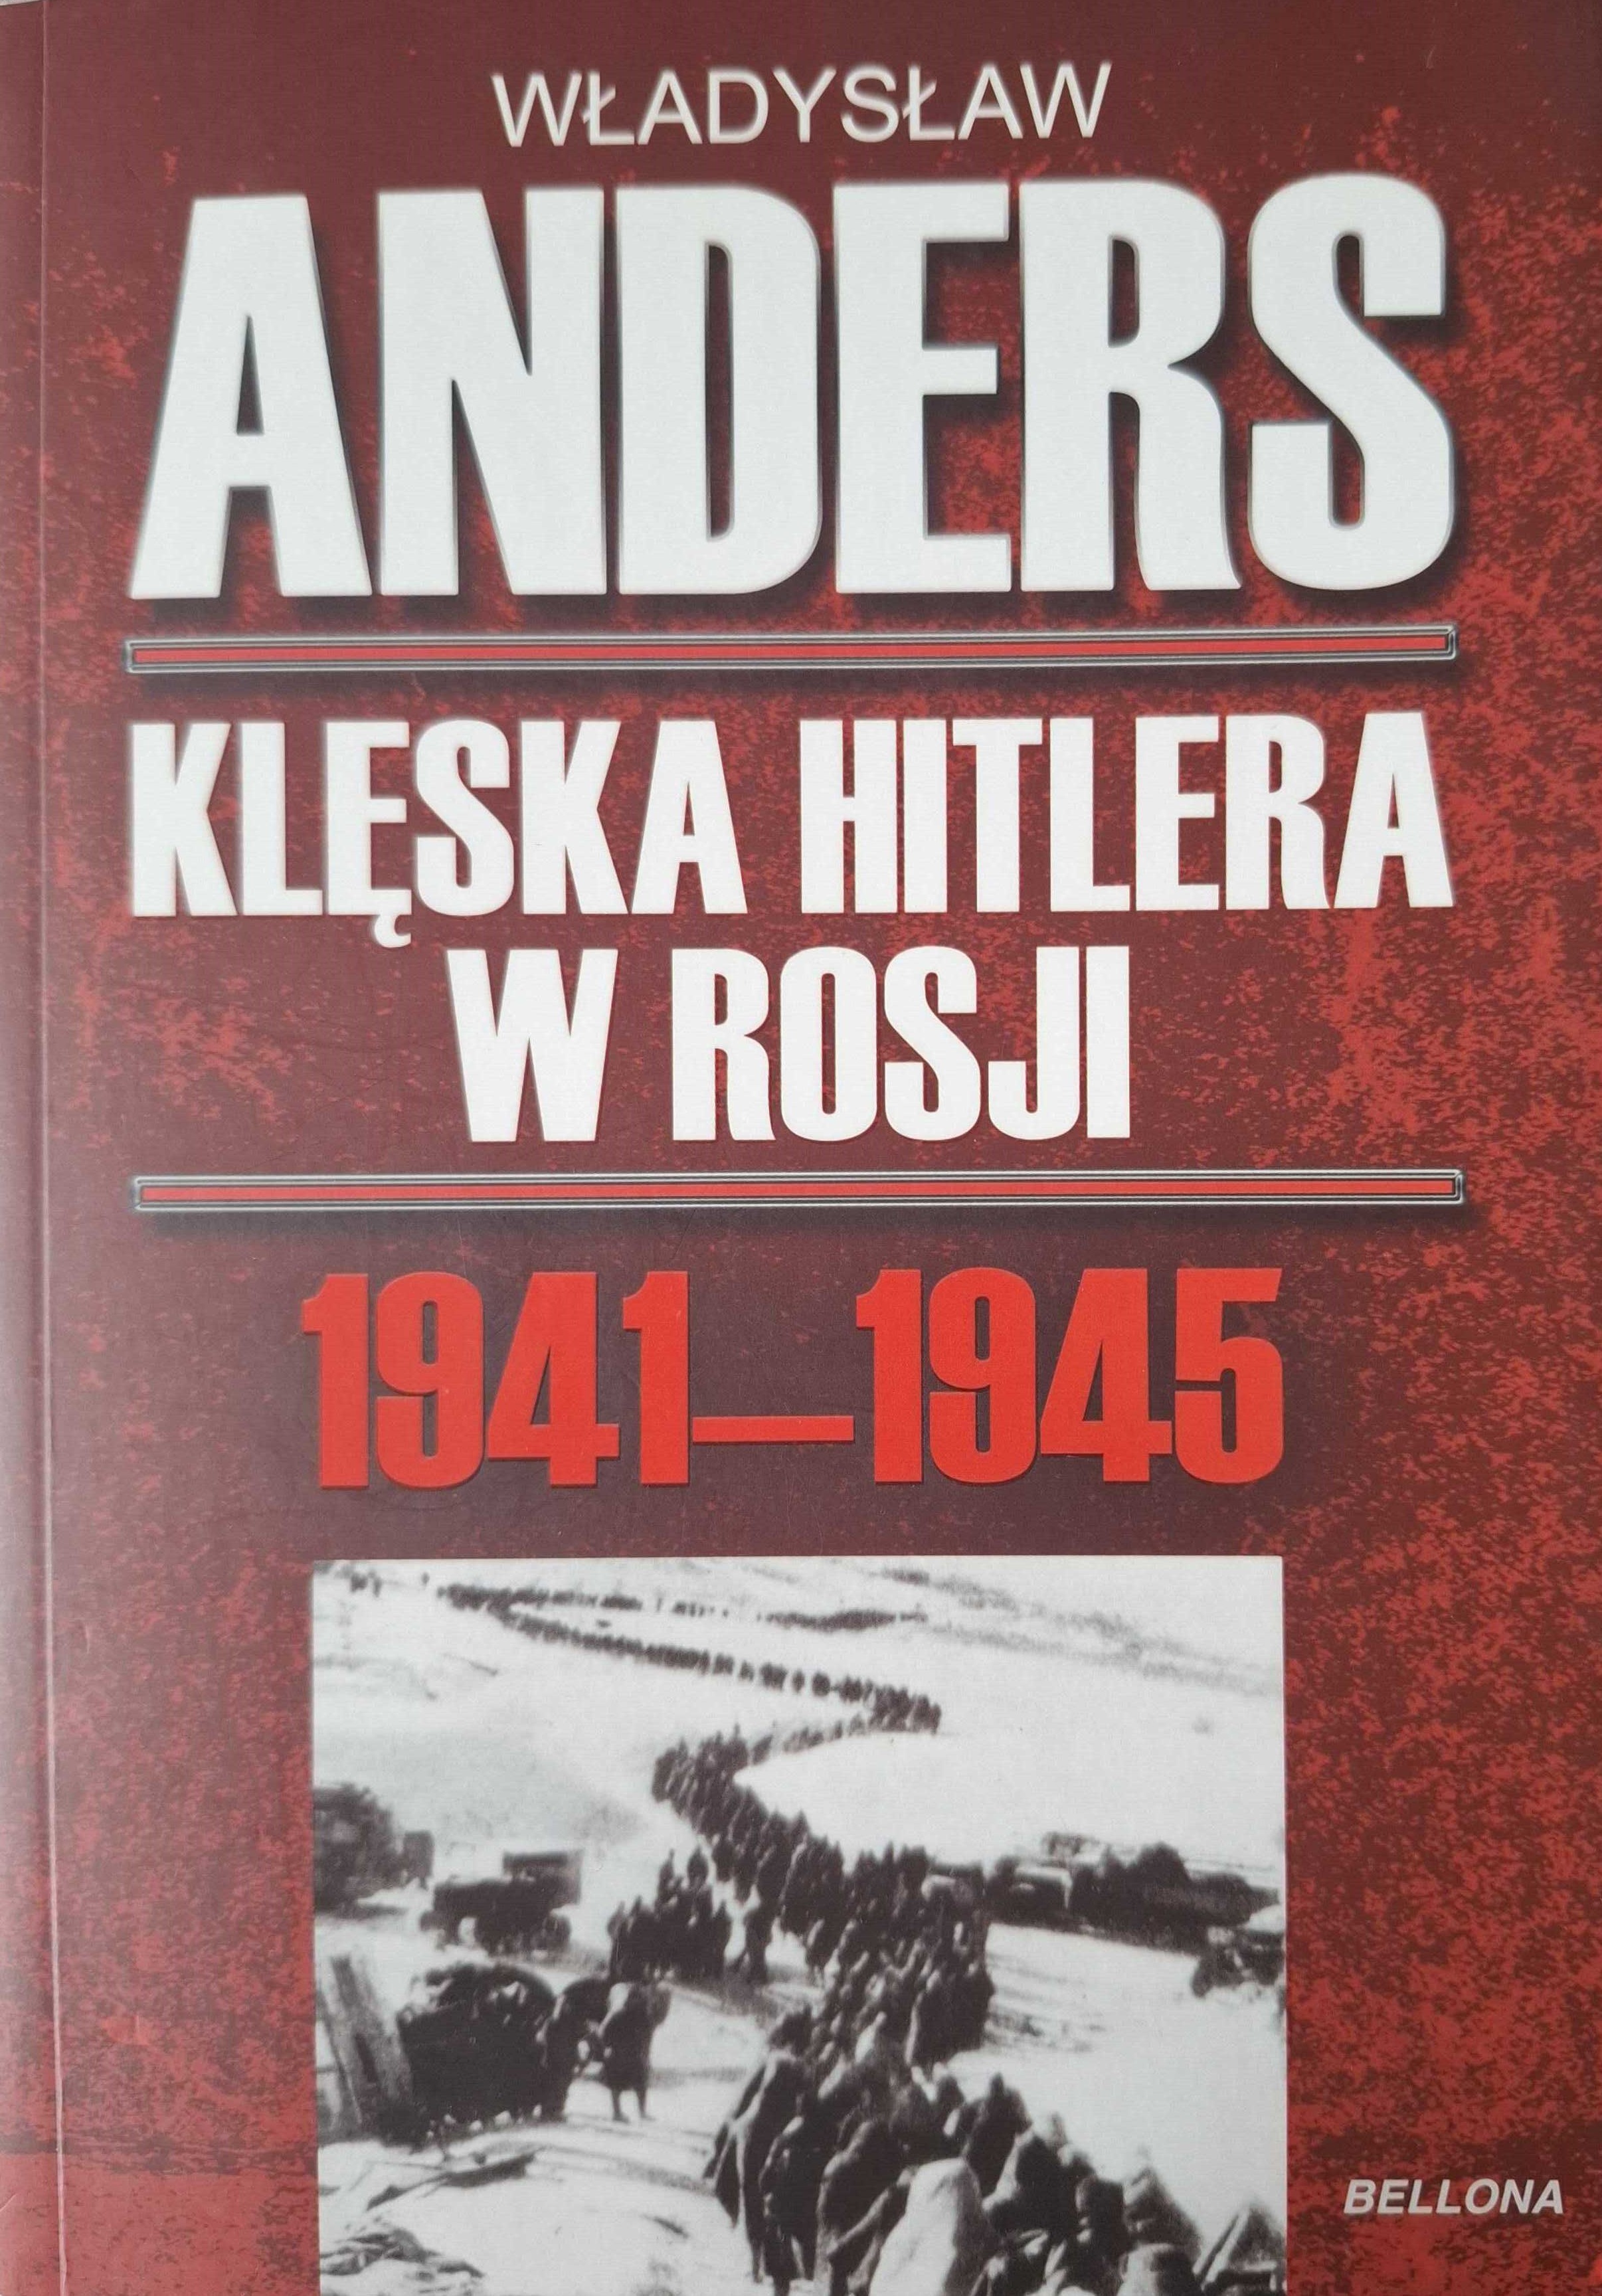 WŁADYSŁAW
ANDERS
KLĘSKA HITLERA
W ROSJI
1941–1945
BELLONA